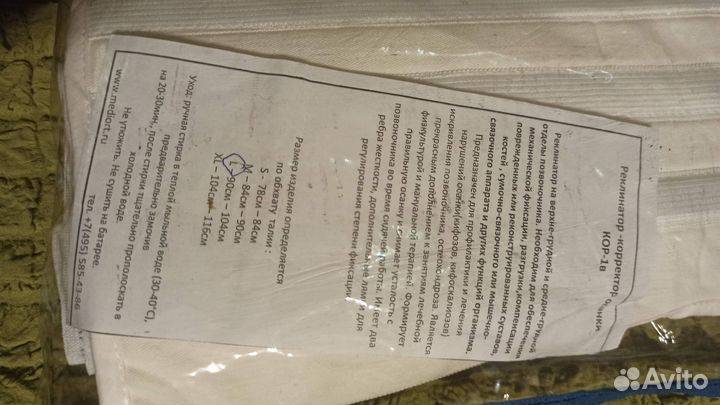 Реклинатор-корректор осанки
КОР-1в
Реклинатор на верхне-грудной и средне-грудной
отделы позвоночника. Необходим для обеспечения
механической фиксации, разгрузки, компенсации
поврежденных или реконструированных суставов,
костей, сумочно-связочного или мышечно-
связочного аппарата и других функций организма.
Предназначен для профилактики и лечения
нарушений осанки(кифозов, кифоскалиозов)
искривления позвоночника, остеохондроза. Является
прекрасным дополнением к занятиям лечебной
физкультурой и мануальной терапией. Формирует
правильную осанку и снимает усталость с
позвоночника во время сидячей работы. Имеет два
ребра жесткости, дополнительные лямки для
регулирования степени фиксации.
Размер изделия определяется
по обхвату талии :
S – 78см – 84см
M – 84см – 90см
L – 90см – 104см
XL – 104см – 116см
Уход: ручная стирка в теплой мыльной воде (30-40°С),
предварительно замочив
на 20-30мин., после стирки тщательно прополоскать в
холодной воде.
Не утюжить. Не сушить на батарее.
www.mediort.ru тел. +7(495) 585-43-86
Avito